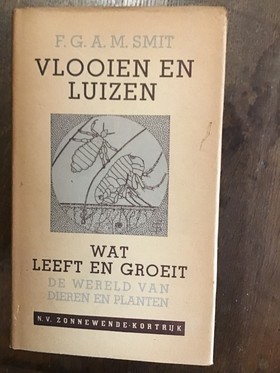 F. G. A. M. SMIT
VLOOIEN EN
LUIZEN
WAT
LEEFT EN GROEIT
DE WERELD VAN
DIEREN EN PLANTEN
N.V. ZONNEWENDE-KORTRIJK